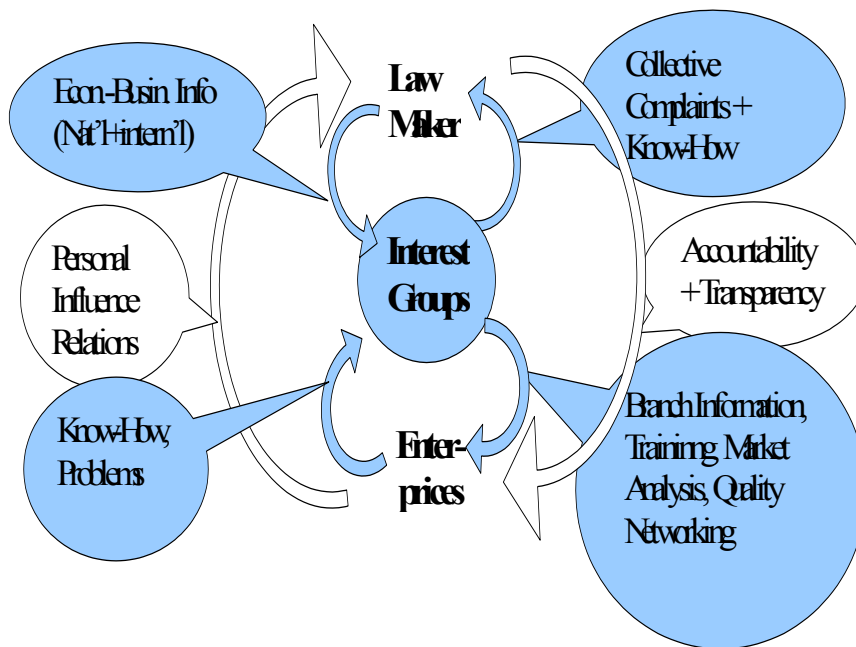 Law
Maker
Econ.-Busin. Info
(Nat'l+intern'l)
Collective
Complaints +
Know-How
Interest
Groups
Personal
Influence
Relations
Accountability
+ Transparency
Know-How,
Problems
Enter-
prices
Branch Information,
Training, Market
Analysis, Quality
Networking